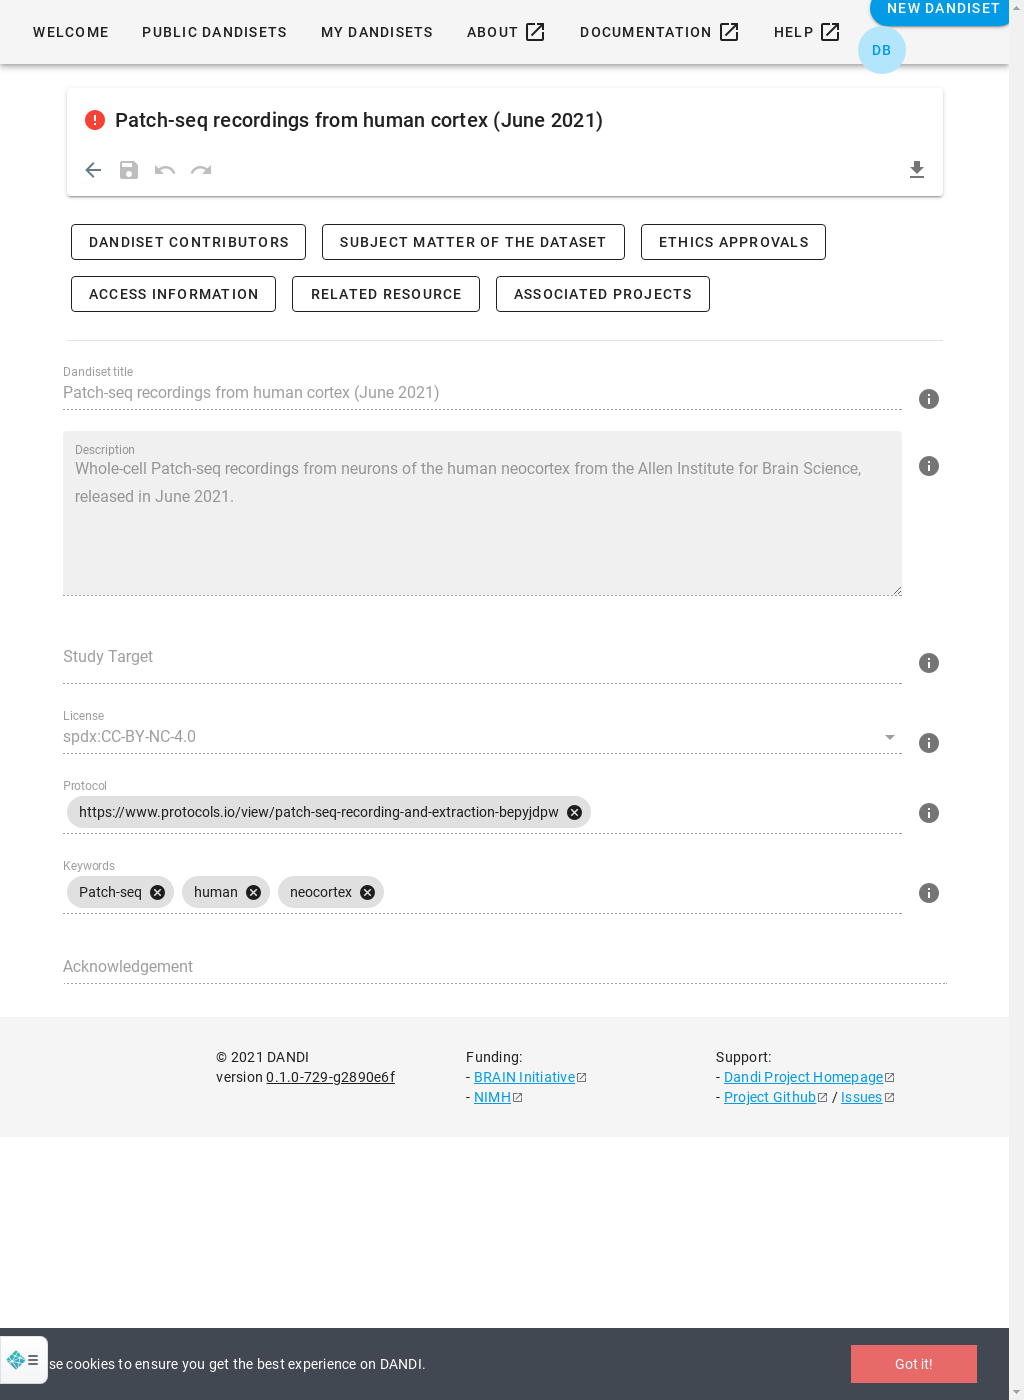 WELCOME PUBLIC DANDISETS MY DANDISETS ABOUT DOCUMENTATION HELP NEW DANDISET
DB
Patch-seq recordings from human cortex (June 2021)
DANDISET CONTRIBUTORS SUBJECT MATTER OF THE DATASET ETHICS APPROVALS
ACCESS INFORMATION RELATED RESOURCE ASSOCIATED PROJECTS
Dandiset title
Patch-seq recordings from human cortex (June 2021)
Description
Whole-cell Patch-seq recordings from neurons of the human neocortex from the Allen Institute for Brain Science,
released in June 2021.
Study Target
License
spdx:CC-BY-NC-4.0
Protocol
https://www.protocols.io/view/patch-seq-recording-and-extraction-bepyjdpw
Keywords
Patch-seq human neocortex
Acknowledgement
© 2021 DANDI
version 0.1.0-729-g2890e6f
Funding:
- BRAIN Initiative
- NIMH
Support:
- Dandi Project Homepage
- Project Github / Issues
se cookies to ensure you get the best experience on DANDI.
Got it!